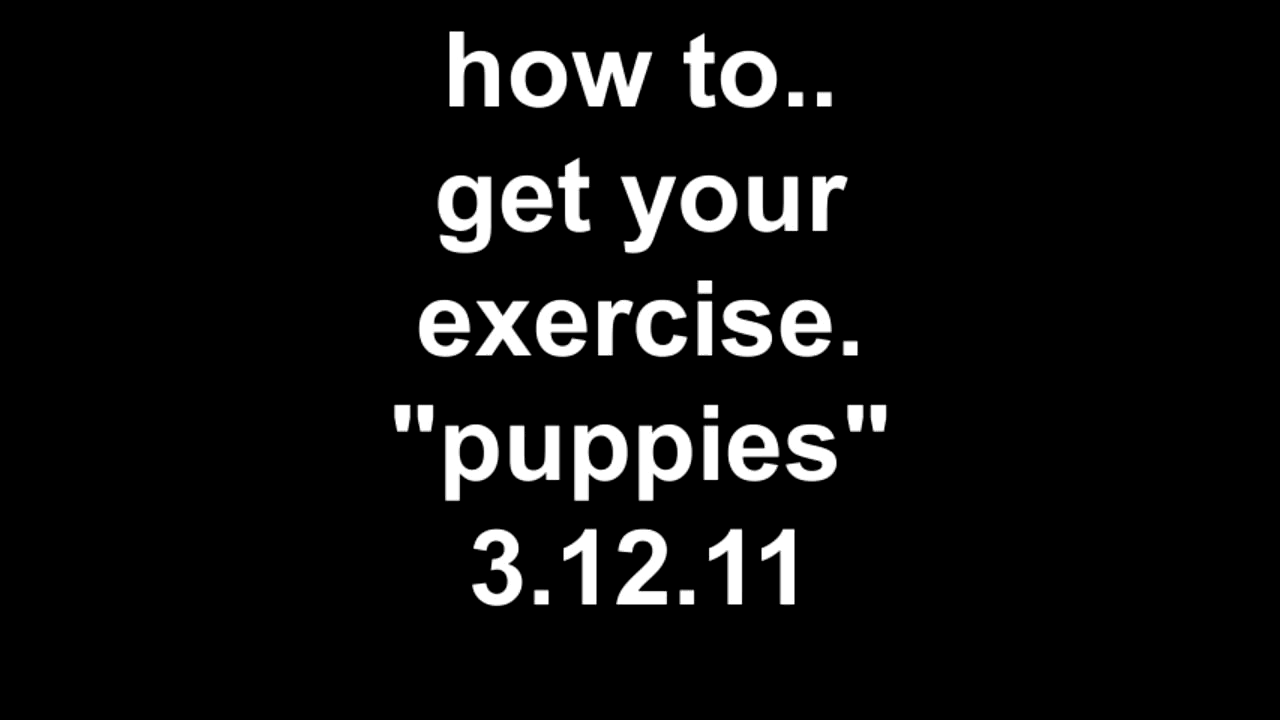 how to..
get your
exercise.
"puppies"
3.12.11